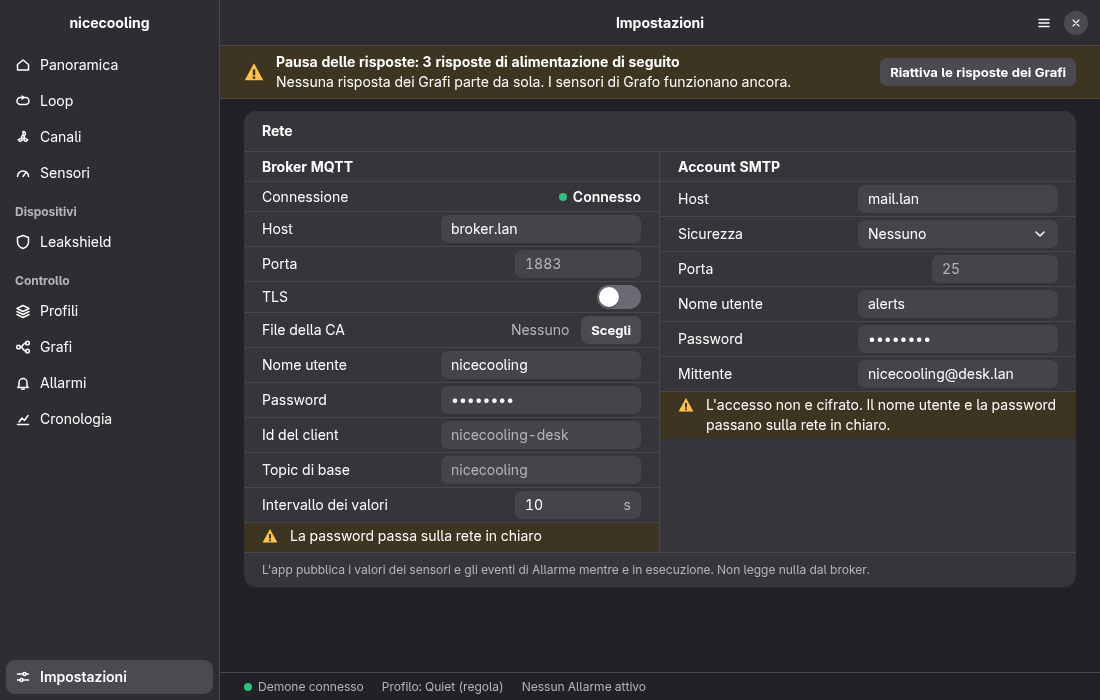 nicecooling
Panoramica
Loop
Canali
Sensori
Dispositivi
Leakshield
Controllo
Profili
Grafi
Allarmi
Cronologia
Impostazioni
Impostazioni
Pausa delle risposte: 3 risposte di alimentazione di seguito
Nessuna risposta dei Grafi parte da sola. I sensori di Grafo funzionano ancora.
Riattiva le risposte dei Grafi
Rete
Broker MQTT
Connessione Connesso
Host broker.lan
Porta 1883
TLS
File della CA Nessuno Scegli
Nome utente nicecooling
Password ••••••••
Id del client nicecooling-desk
Topic di base nicecooling
Intervallo dei valori 10 s
La password passa sulla rete in chiaro
Account SMTP
Host mail.lan
Sicurezza Nessuno
Porta 25
Nome utente alerts
Password ••••••••
Mittente nicecooling@desk.lan
L'accesso non e cifrato. Il nome utente e la password
passano sulla rete in chiaro.
L'app pubblica i valori dei sensori e gli eventi di Allarme mentre e in esecuzione. Non legge nulla dal broker.
Demone connesso Profilo: Quiet (regola) Nessun Allarme attivo